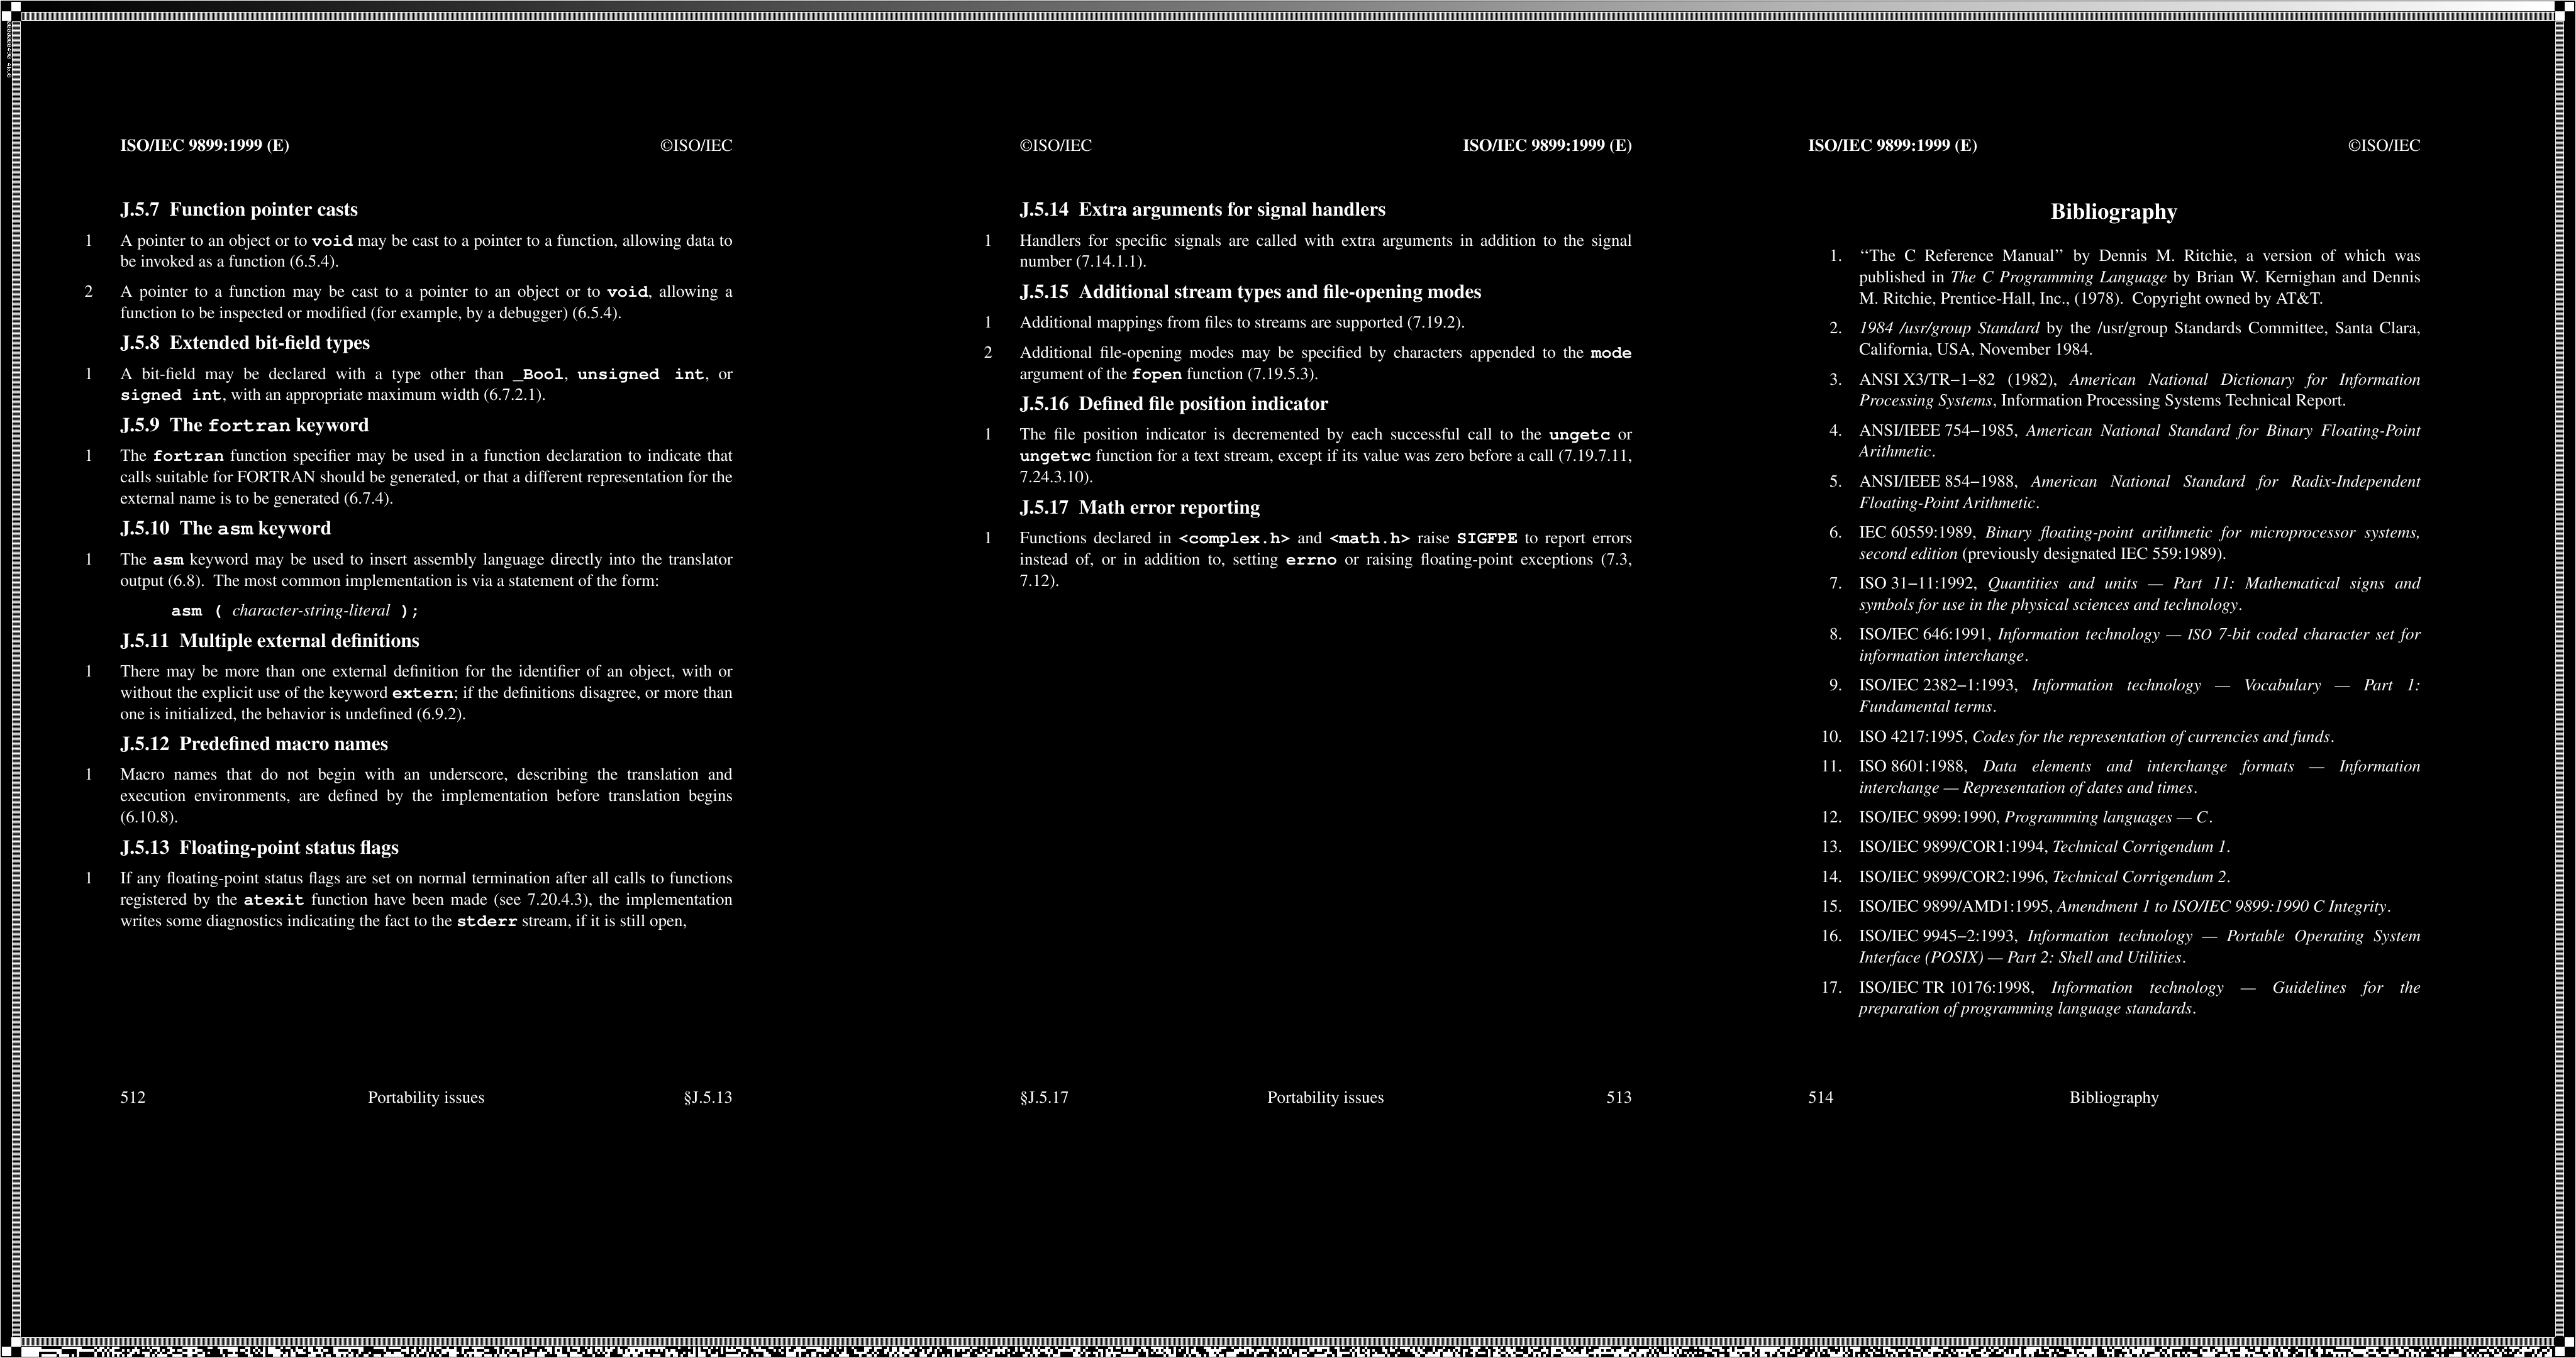 ISO/IEC 9899:1999 (E) ©ISO/IEC
J.5.7 Function pointer casts
1 A pointer to an object or to void may be cast to a pointer to a function, allowing data to
be invoked as a function (6.5.4).
2 A pointer to a function may be cast to a pointer to an object or to void, allowing a
function to be inspected or modified (for example, by a debugger) (6.5.4).
J.5.8 Extended bit-field types
1 A bit-field may be declared with a type other than _Bool, unsigned int, or
signed int, with an appropriate maximum width (6.7.2.1).
J.5.9 The fortran keyword
1 The fortran function specifier may be used in a function declaration to indicate that
calls suitable for FORTRAN should be generated, or that a different representation for the
external name is to be generated (6.7.4).
J.5.10 The asm keyword
1 The asm keyword may be used to insert assembly language directly into the translator
output (6.8). The most common implementation is via a statement of the form:
asm ( character-string-literal );
J.5.11 Multiple external definitions
1 There may be more than one external definition for the identifier of an object, with or
without the explicit use of the keyword extern; if the definitions disagree, or more than
one is initialized, the behavior is undefined (6.9.2).
J.5.12 Predefined macro names
1 Macro names that do not begin with an underscore, describing the translation and
execution environments, are defined by the implementation before translation begins
(6.10.8).
J.5.13 Floating-point status flags
1 If any floating-point status flags are set on normal termination after all calls to functions
registered by the atexit function have been made (see 7.20.4.3), the implementation
writes some diagnostics indicating the fact to the stderr stream, if it is still open,
512 Portability issues §J.5.13
©ISO/IEC ISO/IEC 9899:1999 (E)
J.5.14 Extra arguments for signal handlers
1 Handlers for specific signals are called with extra arguments in addition to the signal
number (7.14.1.1).
J.5.15 Additional stream types and file-opening modes
1 Additional mappings from files to streams are supported (7.19.2).
2 Additional file-opening modes may be specified by characters appended to the mode
argument of the fopen function (7.19.5.3).
J.5.16 Defined file position indicator
1 The file position indicator is decremented by each successful call to the ungetc or
ungetwc function for a text stream, except if its value was zero before a call (7.19.7.11,
7.24.3.10).
J.5.17 Math error reporting
1 Functions declared in <complex.h> and <math.h> raise SIGFPE to report errors
instead of, or in addition to, setting errno or raising floating-point exceptions (7.3,
7.12).
§J.5.17 Portability issues 513
ISO/IEC 9899:1999 (E) ©ISO/IEC
Bibliography
1. ‘‘The C Reference Manual’’ by Dennis M. Ritchie, a version of which was
published in The C Programming Language by Brian W. Kernighan and Dennis
M. Ritchie, Prentice-Hall, Inc., (1978). Copyright owned by AT&T.
2. 1984 /usr/group Standard by the /usr/group Standards Committee, Santa Clara,
California, USA, November 1984.
3. ANSI X3/TR−1−82 (1982), American National Dictionary for Information
Processing Systems, Information Processing Systems Technical Report.
4. ANSI/IEEE 754−1985, American National Standard for Binary Floating-Point
Arithmetic.
5. ANSI/IEEE 854−1988, American National Standard for Radix-Independent
Floating-Point Arithmetic.
6. IEC 60559:1989, Binary floating-point arithmetic for microprocessor systems,
second edition (previously designated IEC 559:1989).
7. ISO 31−11:1992, Quantities and units — Part 11: Mathematical signs and
symbols for use in the physical sciences and technology.
8. ISO/IEC 646:1991, Information technology — ISO 7-bit coded character set for
information interchange.
9. ISO/IEC 2382−1:1993, Information technology — Vocabulary — Part 1:
Fundamental terms.
10. ISO 4217:1995, Codes for the representation of currencies and funds.
11. ISO 8601:1988, Data elements and interchange formats — Information
interchange — Representation of dates and times.
12. ISO/IEC 9899:1990, Programming languages — C.
13. ISO/IEC 9899/COR1:1994, Technical Corrigendum 1.
14. ISO/IEC 9899/COR2:1996, Technical Corrigendum 2.
15. ISO/IEC 9899/AMD1:1995, Amendment 1 to ISO/IEC 9899:1990 C Integrity.
16. ISO/IEC 9945−2:1993, Information technology — Portable Operating System
Interface (POSIX) — Part 2: Shell and Utilities.
17. ISO/IEC TR 10176:1998, Information technology — Guidelines for the
preparation of programming language standards.
514 Bibliography